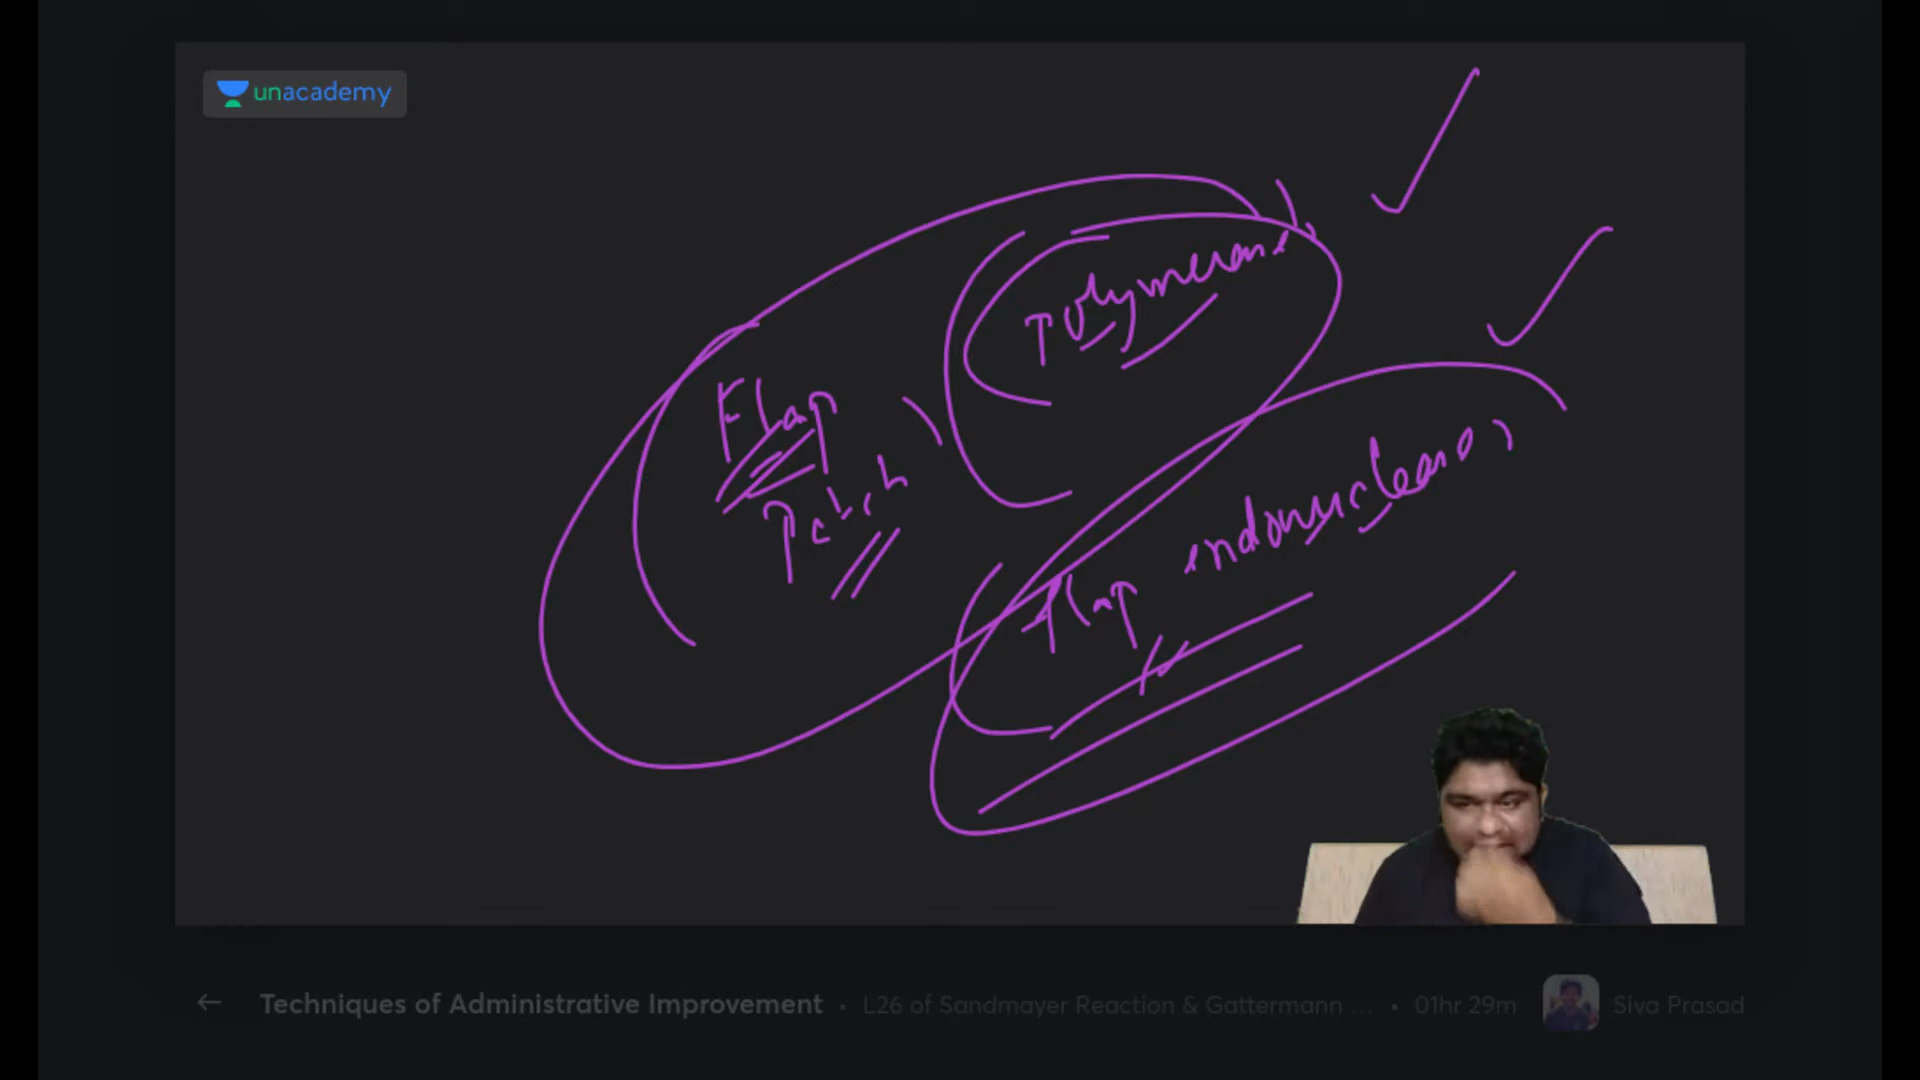 unacademy
Polymerase
Flap
Patch
Flap endonuclease
Techniques of Administrative Improvement • L26 of Sandmayer Reaction & Gattermann ... • 01hr 29m Siva Prasad